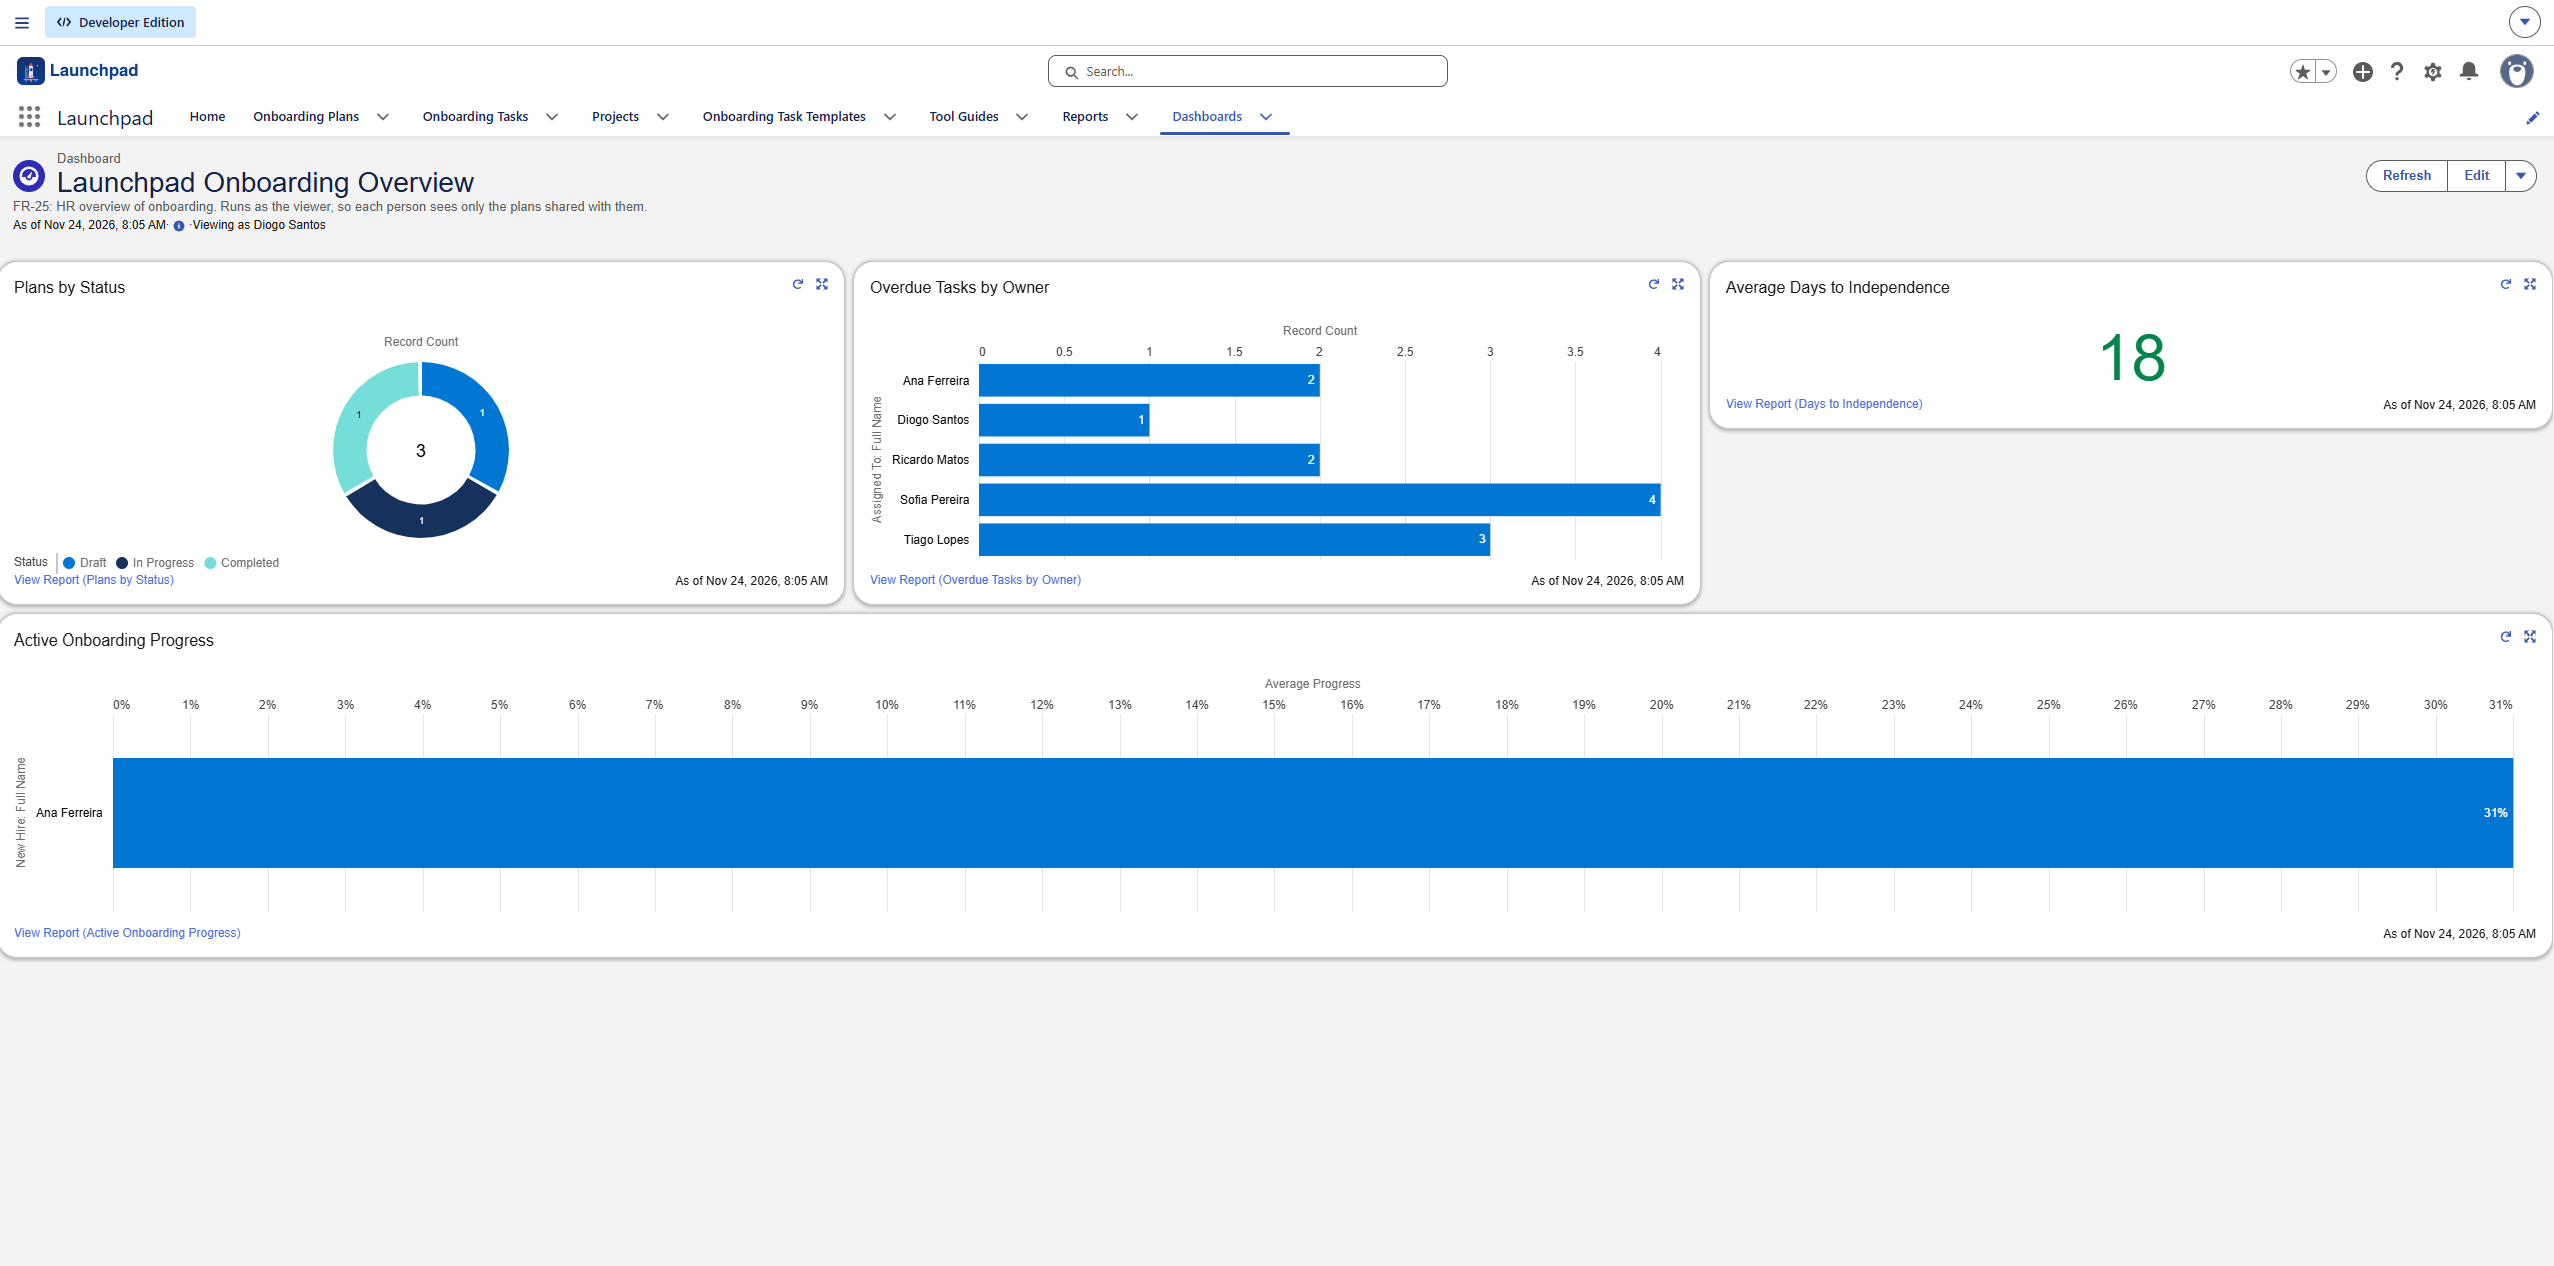 Developer Edition
Launchpad
Search...
Launchpad
Home
Onboarding Plans
Onboarding Tasks
Projects
Onboarding Task Templates
Tool Guides
Reports
Dashboards
Dashboard
Launchpad Onboarding Overview
FR-25: HR overview of onboarding. Runs as the viewer, so each person sees only the plans shared with them.
As of Nov 24, 2026, 8:05 AM· ·Viewing as Diogo Santos
Refresh
Edit
Plans by Status
Record Count
1
1
3
1
Status
Draft
In Progress
Completed
View Report (Plans by Status)
As of Nov 24, 2026, 8:05 AM
Overdue Tasks by Owner
Record Count
0 0.5 1 1.5 2 2.5 3 3.5 4
Assigned To: Full Name
Ana Ferreira 2
Diogo Santos 1
Ricardo Matos 2
Sofia Pereira 4
Tiago Lopes 3
View Report (Overdue Tasks by Owner)
As of Nov 24, 2026, 8:05 AM
Average Days to Independence
18
View Report (Days to Independence)
As of Nov 24, 2026, 8:05 AM
Active Onboarding Progress
Average Progress
0% 1% 2% 3% 4% 5% 6% 7% 8% 9% 10% 11% 12% 13% 14% 15% 16% 17% 18% 19% 20% 21% 22% 23% 24% 25% 26% 27% 28% 29% 30% 31%
New Hire: Full Name
Ana Ferreira 31%
View Report (Active Onboarding Progress)
As of Nov 24, 2026, 8:05 AM